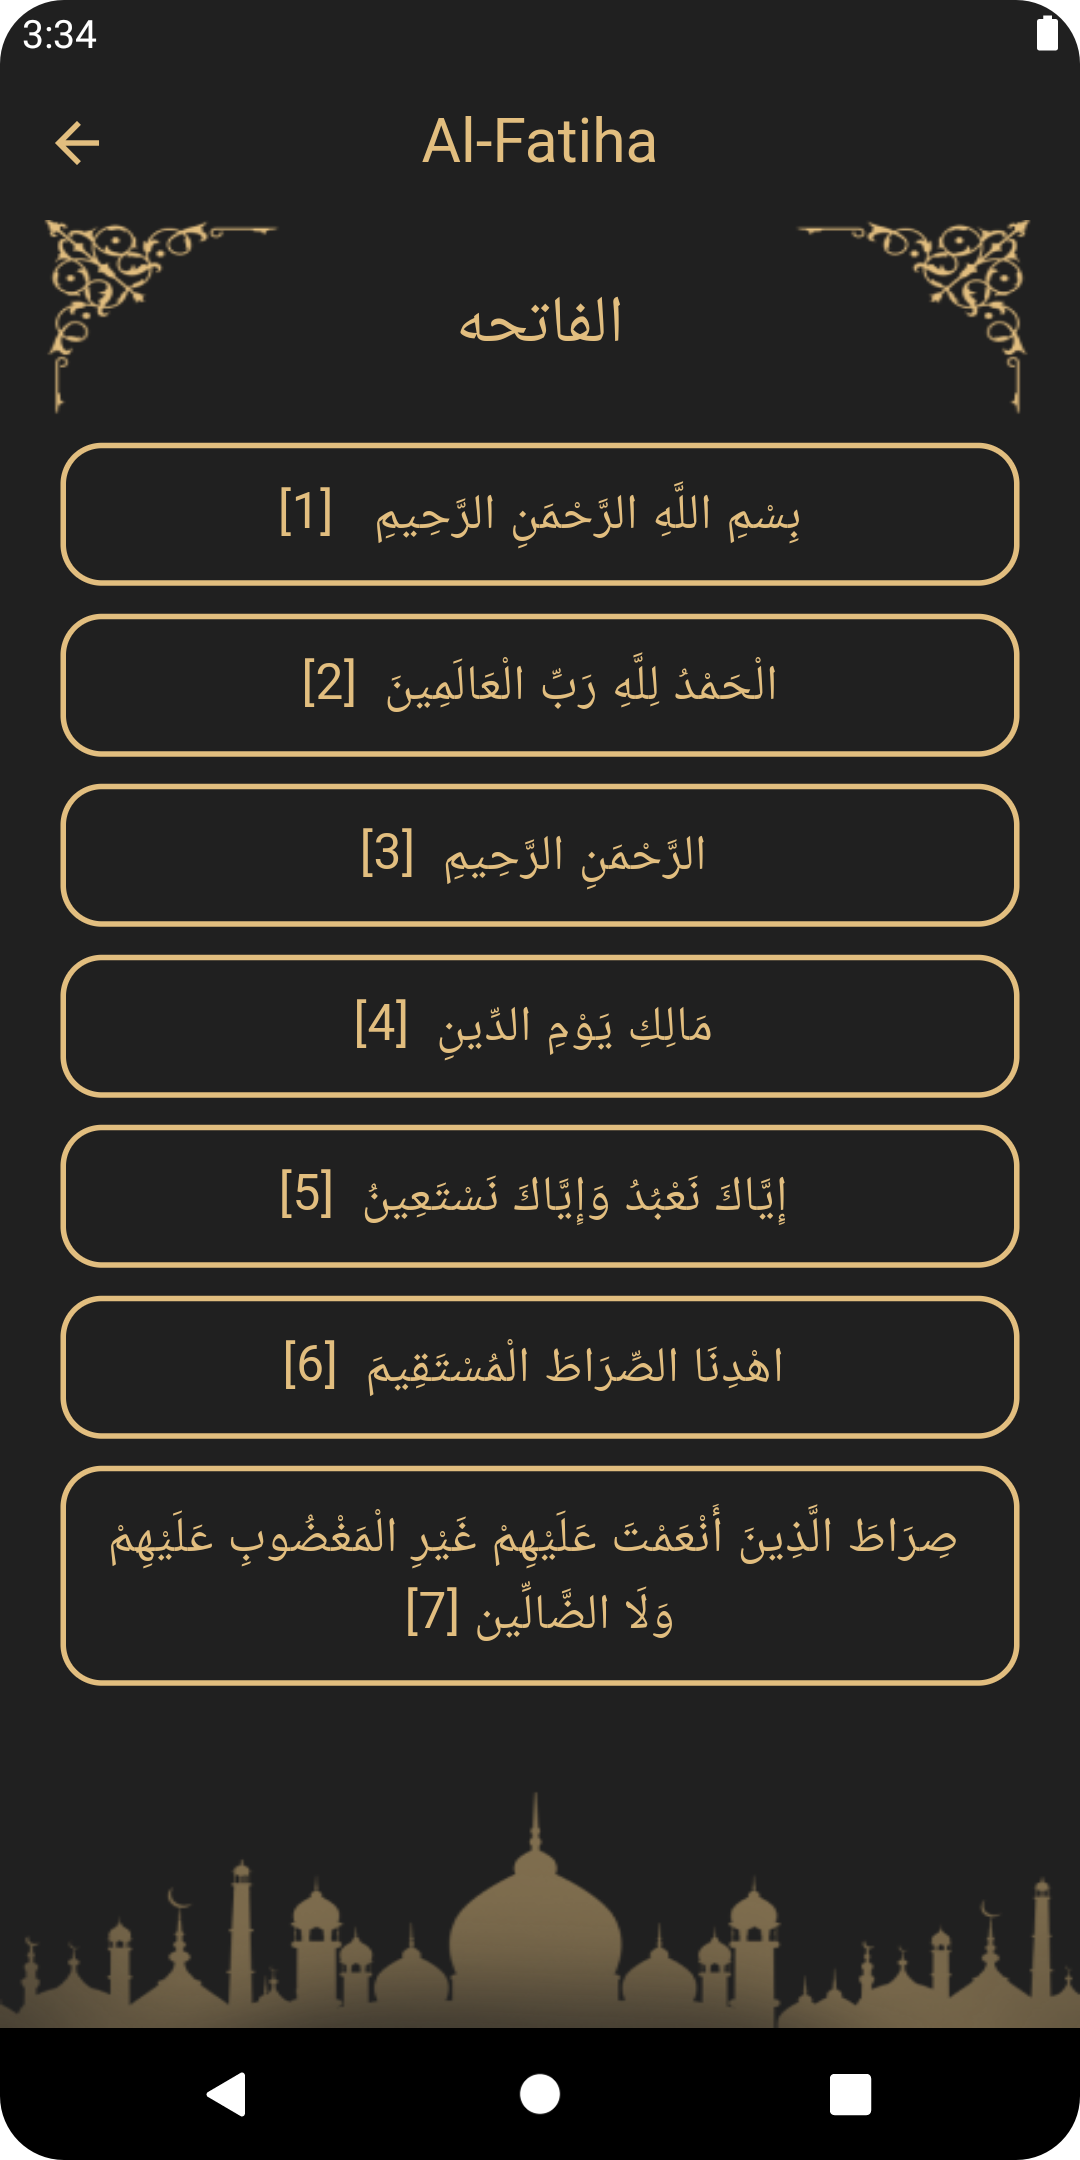 3:34
Al-Fatiha
الفاتحه
بِسْمِ اللَّهِ الرَّحْمَنِ الرَّحِيمِ [1]
الْحَمْدُ لِلَّهِ رَبِّ الْعَالَمِينَ [2]
الرَّحْمَنِ الرَّحِيمِ [3]
مَالِكِ يَوْمِ الدِّينِ [4]
إِيَّاكَ نَعْبُدُ وَإِيَّاكَ نَسْتَعِينُ [5]
اهْدِنَا الصِّرَاطَ الْمُسْتَقِيمَ [6]
صِرَاطَ الَّذِينَ أَنْعَمْتَ عَلَيْهِمْ غَيْرِ الْمَغْضُوبِ عَلَيْهِمْ
وَلَا الضَّالِّين [7]